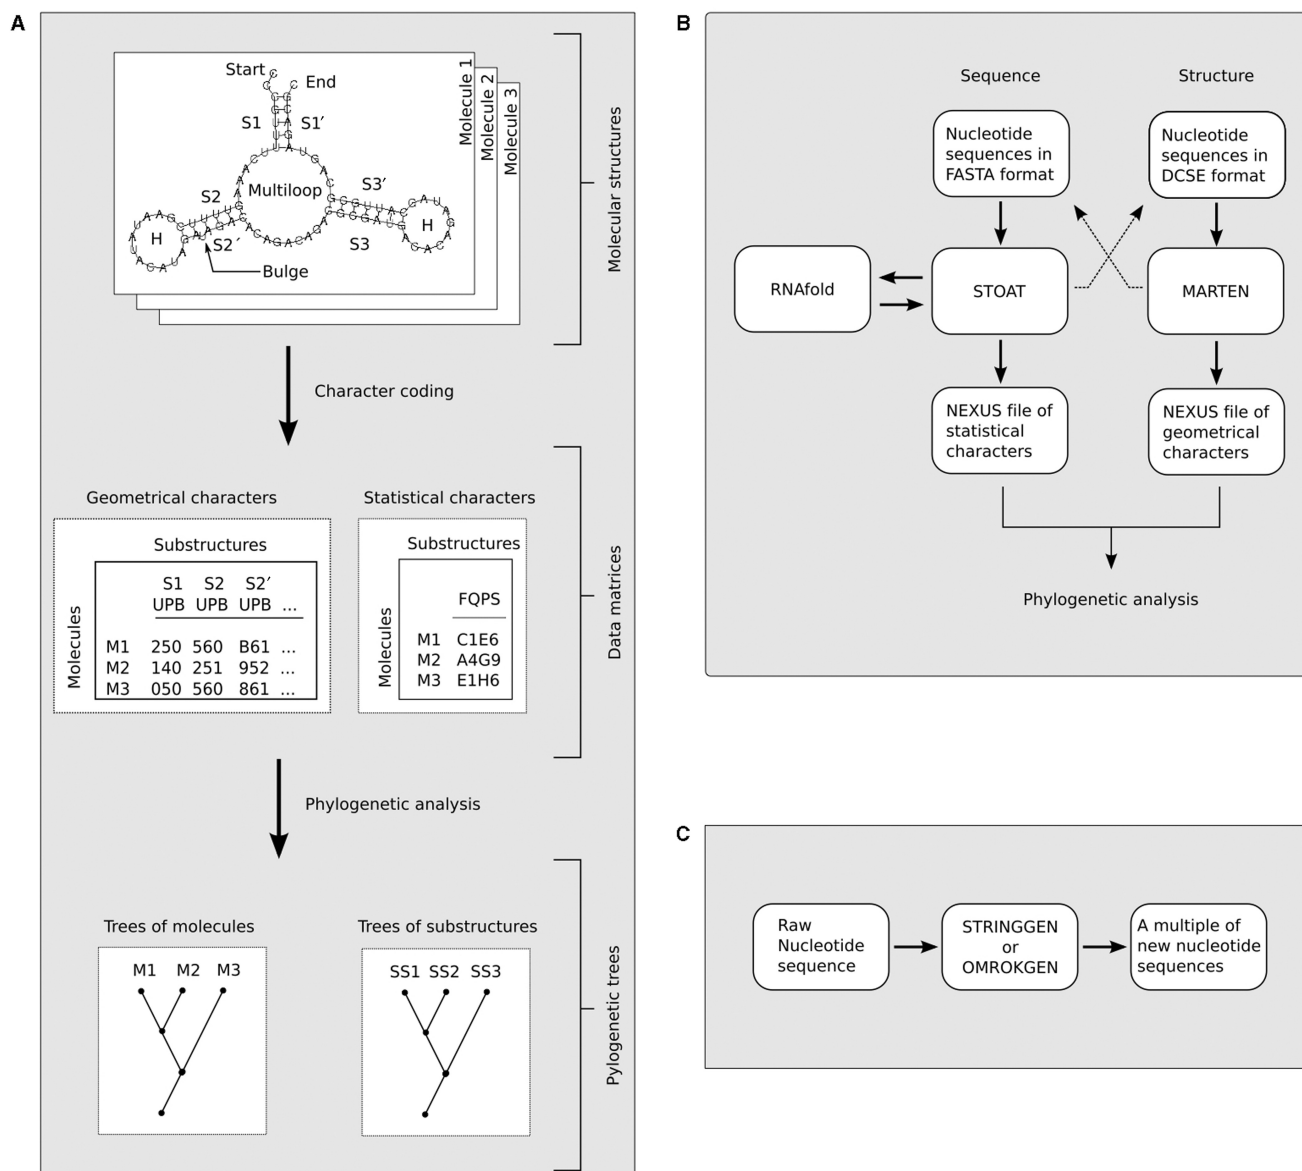 A
Start
End
S1
S1′
Molecule 1
Molecule 2
Molecule 3
Multiloop
S2
S2′
S3′
S3
H
H
Bulge
Molecular structures
Character coding
Geometrical characters
Statistical characters
Substructures
Molecules
S1 S2 S2′
UPB UPB UPB ...
M1 250 560 B61 ...
M2 140 251 952 ...
M3 050 560 861 ...
Substructures
Molecules
FQPS
M1 C1E6
M2 A4G9
M3 E1H6
Data matrices
Phylogenetic analysis
Trees of molecules
Trees of substructures
M1 M2 M3
SS1 SS2 SS3
Pylogenetic trees
B
Sequence
Structure
Nucleotide
sequences in
FASTA format
Nucleotide
sequences in
DCSE format
RNAfold
STOAT
MARTEN
NEXUS file of
statistical
characters
NEXUS file of
geometrical
characters
Phylogenetic analysis
C
Raw
Nucleotide
sequence
STRINGGEN
or
OMROKGEN
A multiple of
new nucleotide
sequences